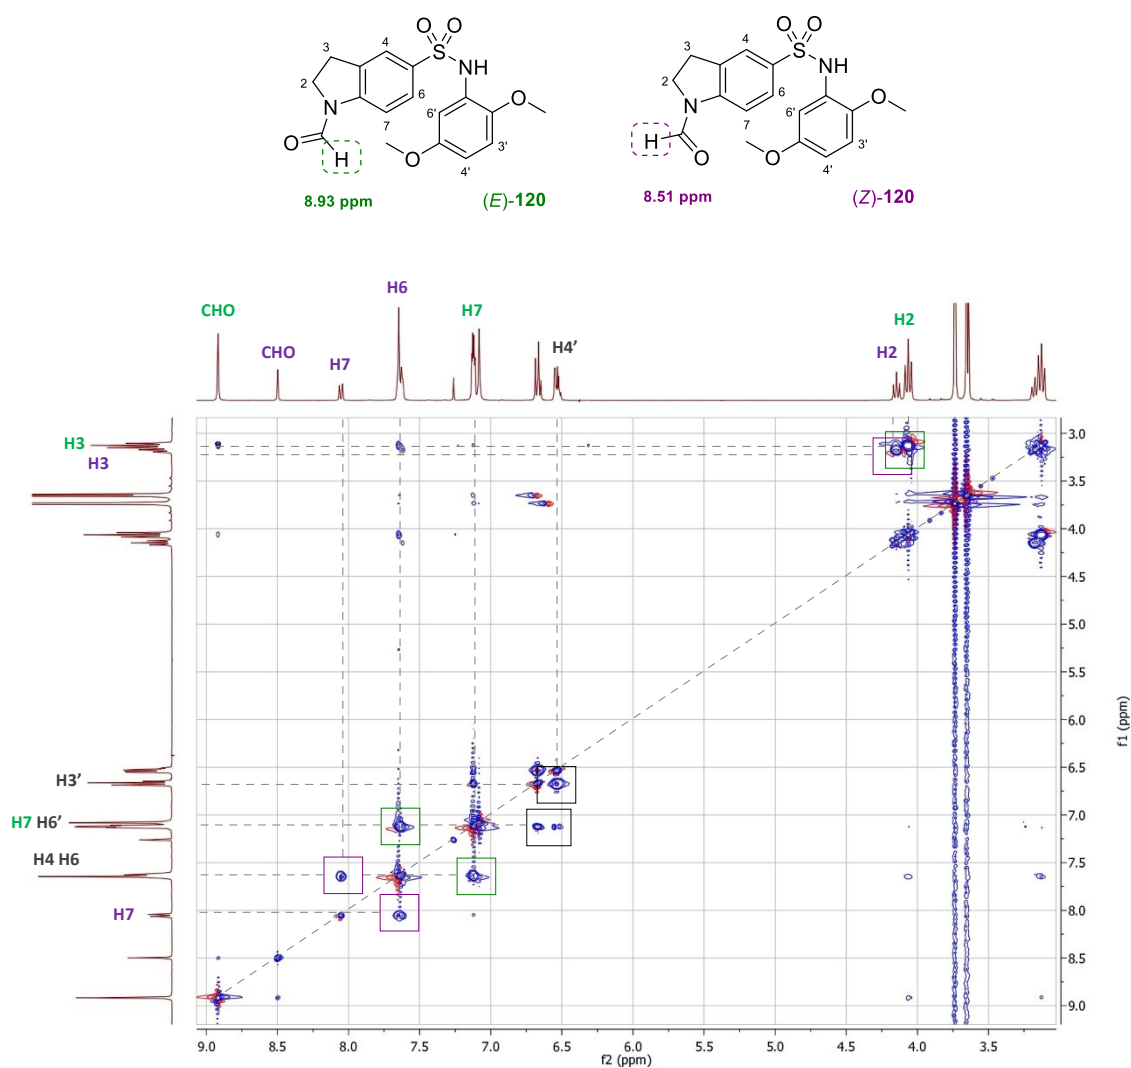 O O O O
3 4 S NH 3 4 S NH
2 6 6' O 2 6 6' O
N 7 N 7
O H O 3' H O O 3'
4' 4'
8.93 ppm (E)-120 8.51 ppm (Z)-120
H6
CHO H7 H2
CHO H7 H4’ H2
H3
H3
H3’
H7 H6’
H4 H6
H7
3.0
3.5
4.0
4.5
5.0
5.5
6.0
6.5
7.0
7.5
8.0
8.5
9.0
f1 (ppm)
9.0 8.5 8.0 7.5 7.0 6.5 6.0 5.5 5.0 4.5 4.0 3.5
f2 (ppm)